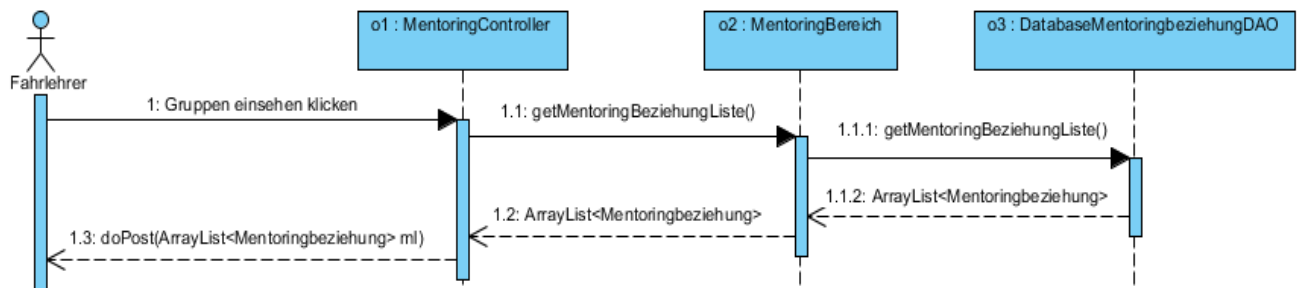 o1 : MentoringController
o2 : MentoringBereich
o3 : DatabaseMentoringbeziehungDAO
Fahrlehrer
1: Gruppen einsehen klicken
1.1: getMentoringBeziehungListe()
1.1.1: getMentoringBeziehungListe()
1.1.2: ArrayList<Mentoringbeziehung>
1.2: ArrayList<Mentoringbeziehung>
1.3: doPost(ArrayList<Mentoringbeziehung> ml)